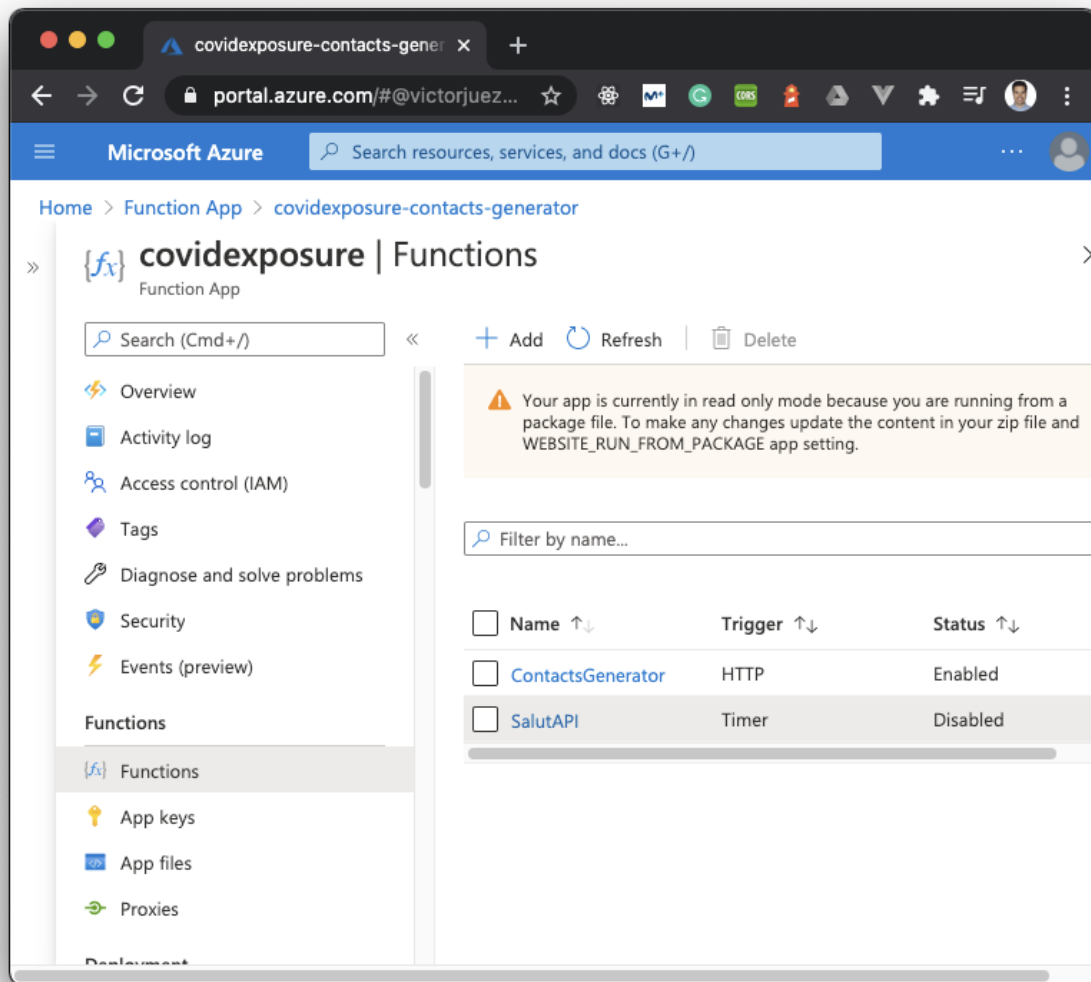 covidexposure-contacts-gener
portal.azure.com/#@victorjuez...
CORS
Microsoft Azure
Search resources, services, and docs (G+/)
Home > Function App > covidexposure-contacts-generator
{fx}
covidexposure | Functions
Function App
Search (Cmd+/)
Overview
Activity log
Access control (IAM)
Tags
Diagnose and solve problems
Security
Events (preview)
Functions
Functions
App keys
App files
Proxies
Deployment
Add Refresh Delete
Your app is currently in read only mode because you are running from a
package file. To make any changes update the content in your zip file and
WEBSITE_RUN_FROM_PACKAGE app setting.
Filter by name...
Name Trigger Status
ContactsGenerator HTTP Enabled
SalutAPI Timer Disabled